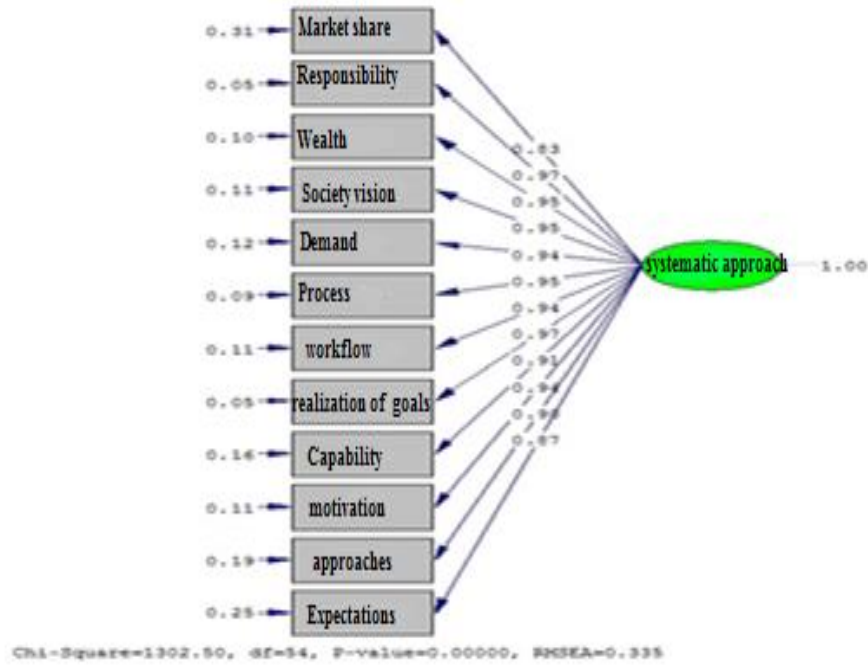 0.31 Market share
0.05 Responsibility
0.10 Wealth
0.11 Society vision
0.12 Demand
0.09 Process
0.11 workflow
0.05 realization of goals
0.16 Capability
0.11 motivation
0.19 approaches
0.25 Expectations
0.83
0.97
0.95
0.95
0.94
0.95
0.94
0.97
0.91
0.94
0.90
0.87
systematic approach 1.00
Chi-Square=1302.50, df=54, P-value=0.00000, RMSEA=0.335